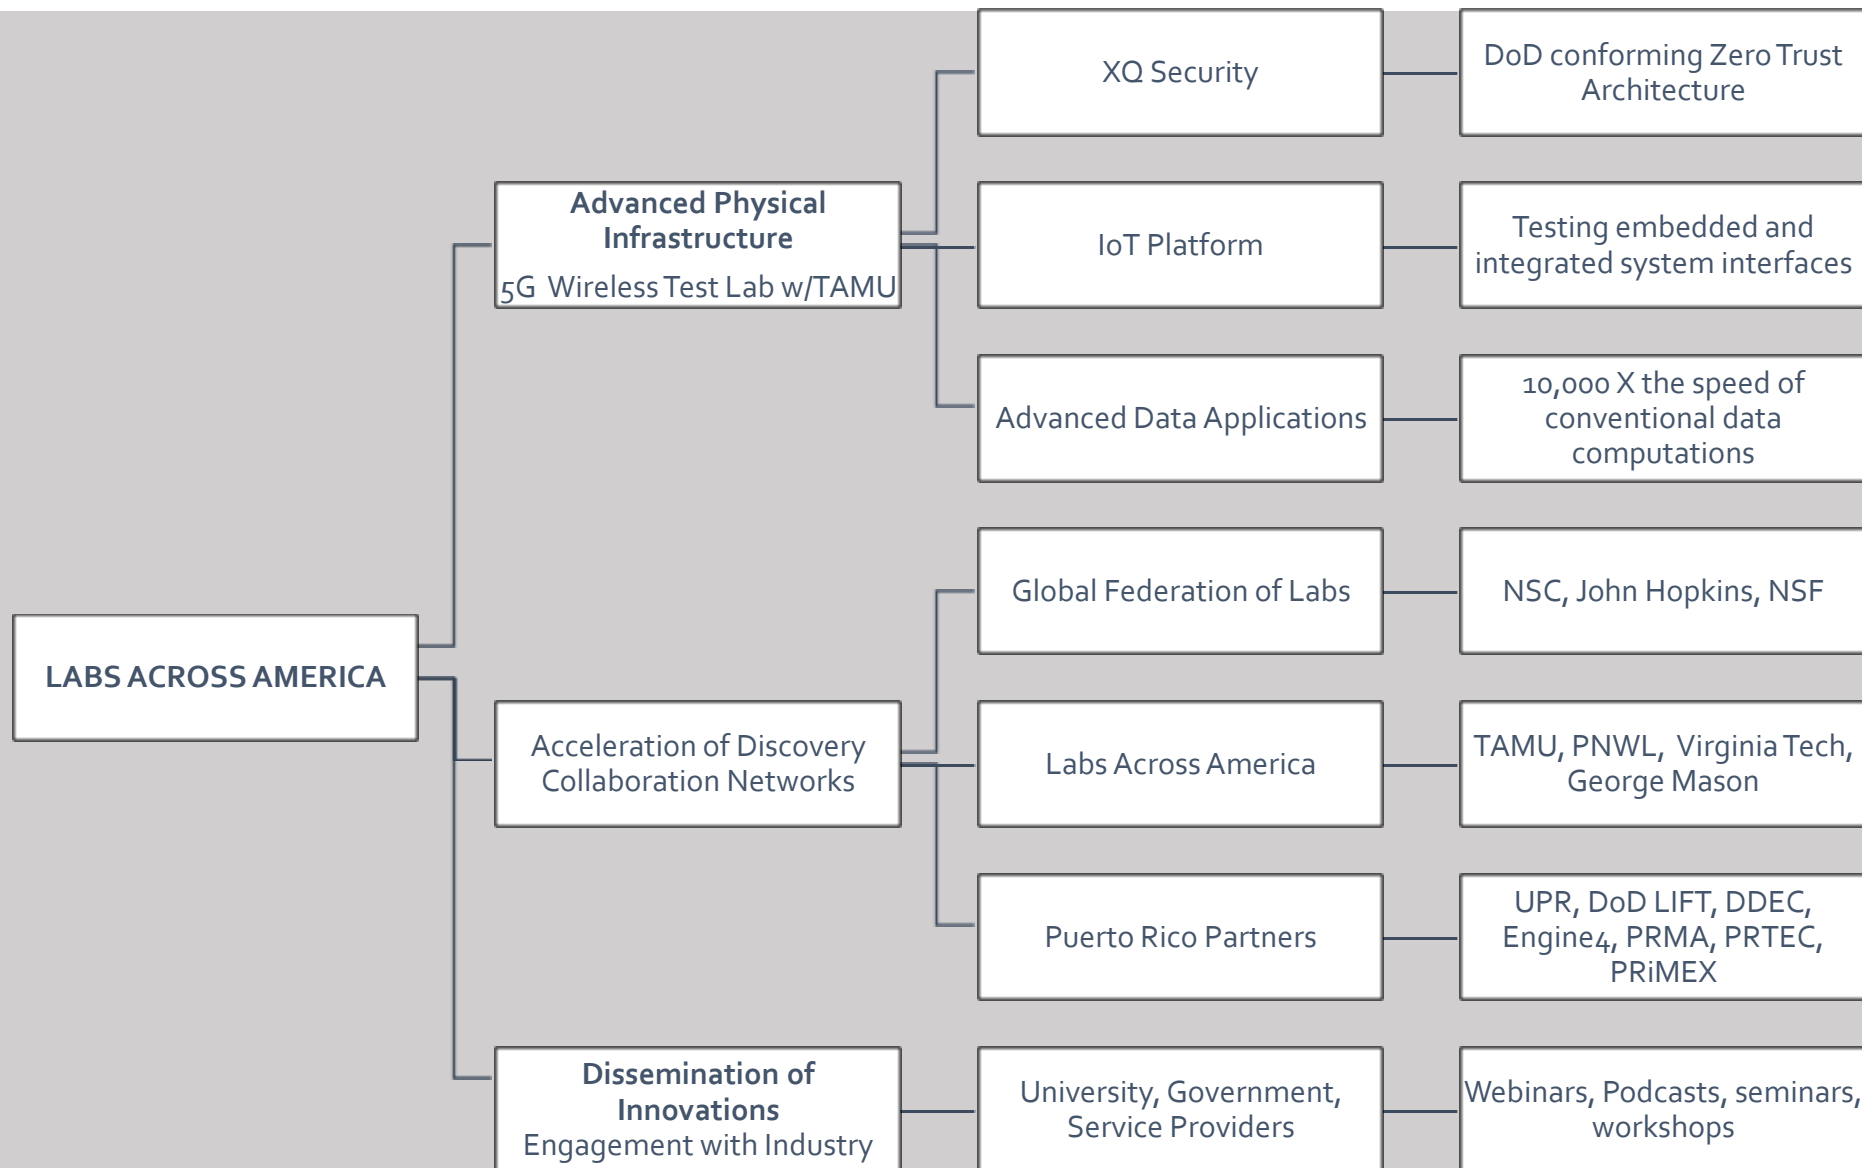 XQ Security
DoD conforming Zero Trust
Architecture
Advanced Physical
Infrastructure
5G Wireless Test Lab w/TAMU
IoT Platform
Testing embedded and
integrated system interfaces
Advanced Data Applications
10,000 X the speed of
conventional data
computations
LABS ACROSS AMERICA
Acceleration of Discovery
Collaboration Networks
Global Federation of Labs
NSC, John Hopkins, NSF
Labs Across America
TAMU, PNWL, Virginia Tech,
George Mason
Puerto Rico Partners
UPR, DoD LIFT, DDEC,
Engine4, PRMA, PRTEC,
PRiMEX
Dissemination of
Innovations
Engagement with Industry
University, Government,
Service Providers
Webinars, Podcasts, seminars,
workshops